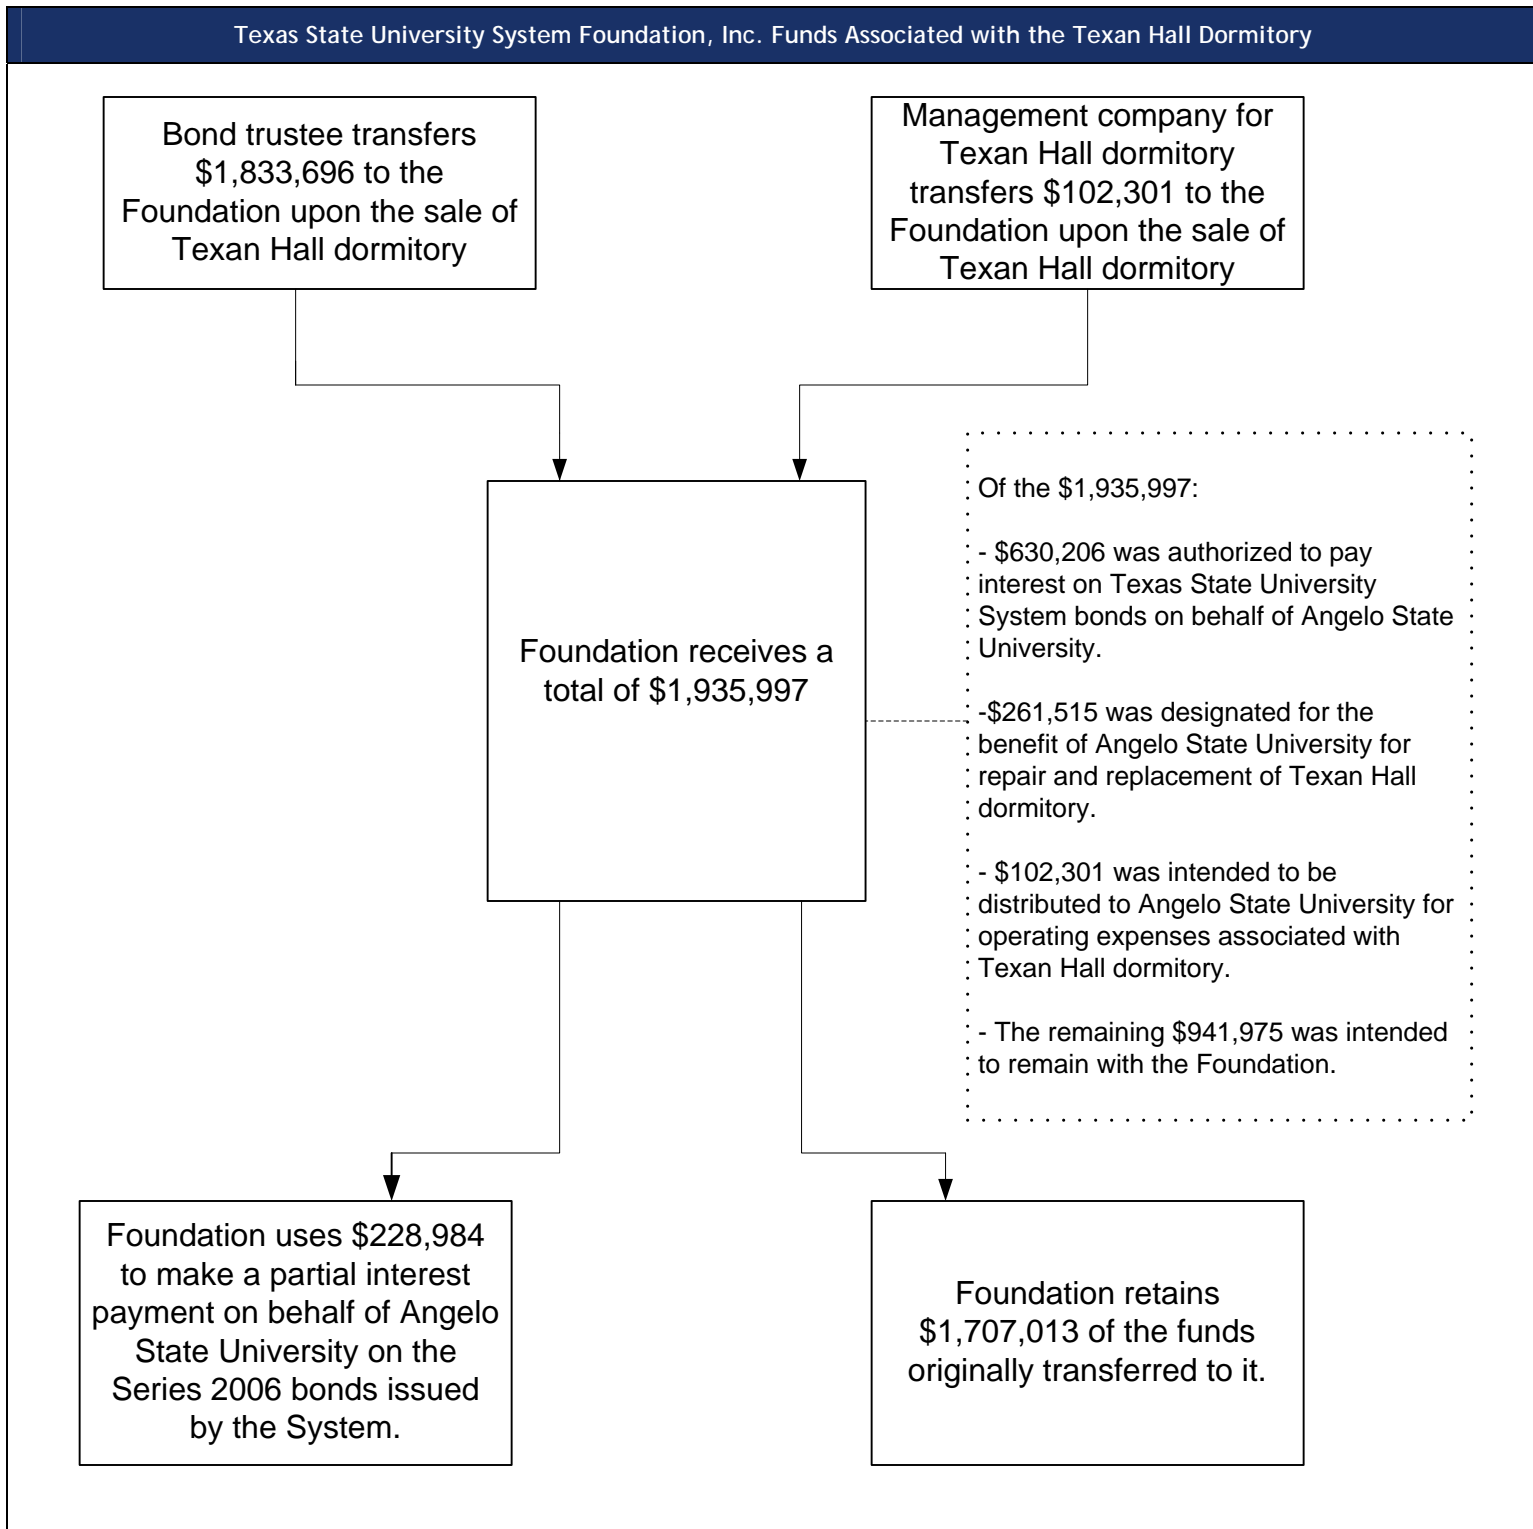 Texas State University System Foundation, Inc. Funds Associated with the Texan Hall Dormitory
Bond trustee transfers
$1,833,696 to the
Foundation upon the sale of
Texan Hall dormitory
Management company for
Texan Hall dormitory
transfers $102,301 to the
Foundation upon the sale of
Texan Hall dormitory
Foundation receives a
total of $1,935,997
Of the $1,935,997:
- $630,206 was authorized to pay
interest on Texas State University
System bonds on behalf of Angelo State
University.
-$261,515 was designated for the
benefit of Angelo State University for
repair and replacement of Texan Hall
dormitory.
- $102,301 was intended to be
distributed to Angelo State University for
operating expenses associated with
Texan Hall dormitory.
- The remaining $941,975 was intended
to remain with the Foundation.
Foundation uses $228,984
to make a partial interest
payment on behalf of Angelo
State University on the
Series 2006 bonds issued
by the System.
Foundation retains
$1,707,013 of the funds
originally transferred to it.